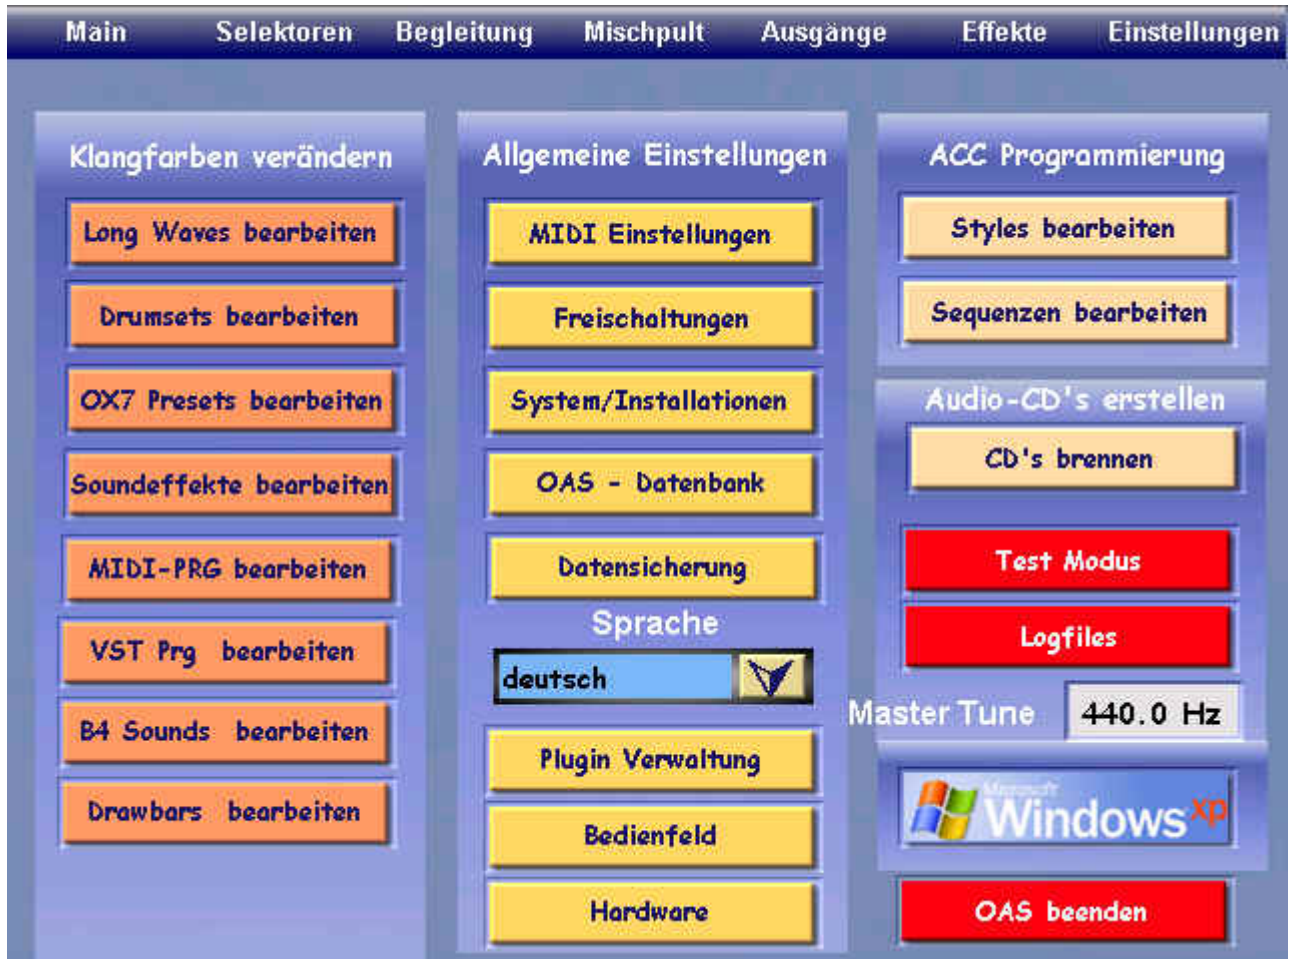 Main Selektoren Begleitung Mischpult Ausgänge Effekte Einstellungen
Klangfarben verändern
Long Waves bearbeiten
Drumsets bearbeiten
OX7 Presets bearbeiten
Soundeffekte bearbeiten
MIDI-PRG bearbeiten
VST Prg bearbeiten
B4 Sounds bearbeiten
Drawbars bearbeiten
Allgemeine Einstellungen
MIDI Einstellungen
Freischaltungen
System/Installationen
OAS - Datenbank
Datensicherung
Sprache
deutsch
Plugin Verwaltung
Bedienfeld
Hardware
ACC Programmierung
Styles bearbeiten
Sequenzen bearbeiten
Audio-CD's erstellen
CD's brennen
Test Modus
Logfiles
Master Tune 440.0 Hz
Microsoft
Windows xp
OAS beenden